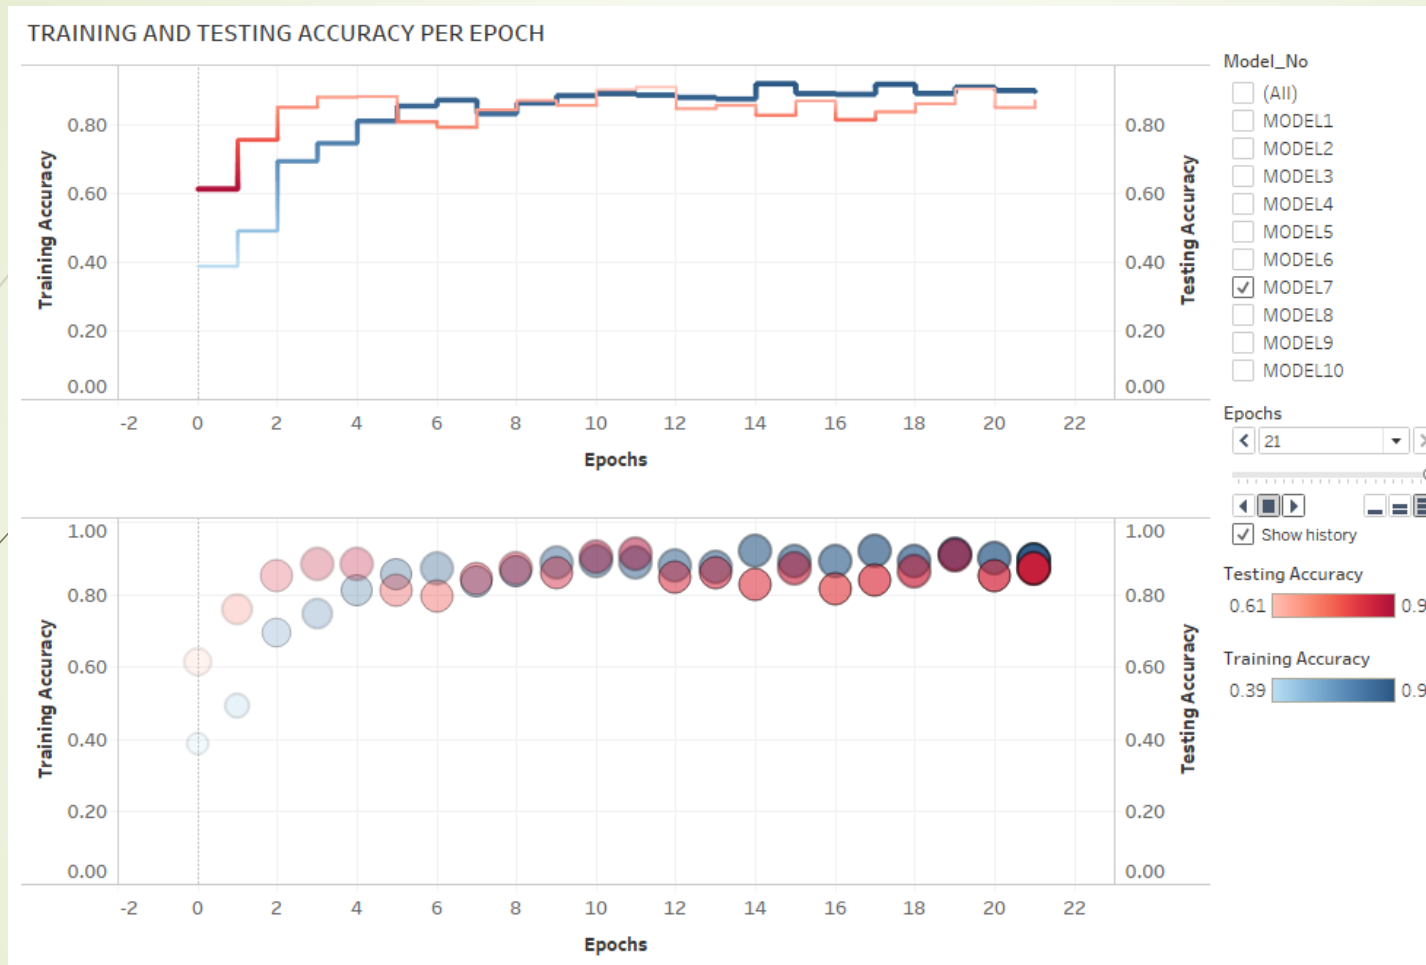 TRAINING AND TESTING ACCURACY PER EPOCH
Training Accuracy
0.80
0.60
0.40
0.20
0.00
0.80
0.60
0.40
0.20
0.00
Testing Accuracy
-2 0 2 4 6 8 10 12 14 16 18 20 22
Epochs
Training Accuracy
1.00
0.80
0.60
0.40
0.20
0.00
1.00
0.80
0.60
0.40
0.20
0.00
Testing Accuracy
-2 0 2 4 6 8 10 12 14 16 18 20 22
Epochs
Model_No
(All)
MODEL1
MODEL2
MODEL3
MODEL4
MODEL5
MODEL6
MODEL7
MODEL8
MODEL9
MODEL10
Epochs
21
Show history
Testing Accuracy
0.61
Training Accuracy
0.39